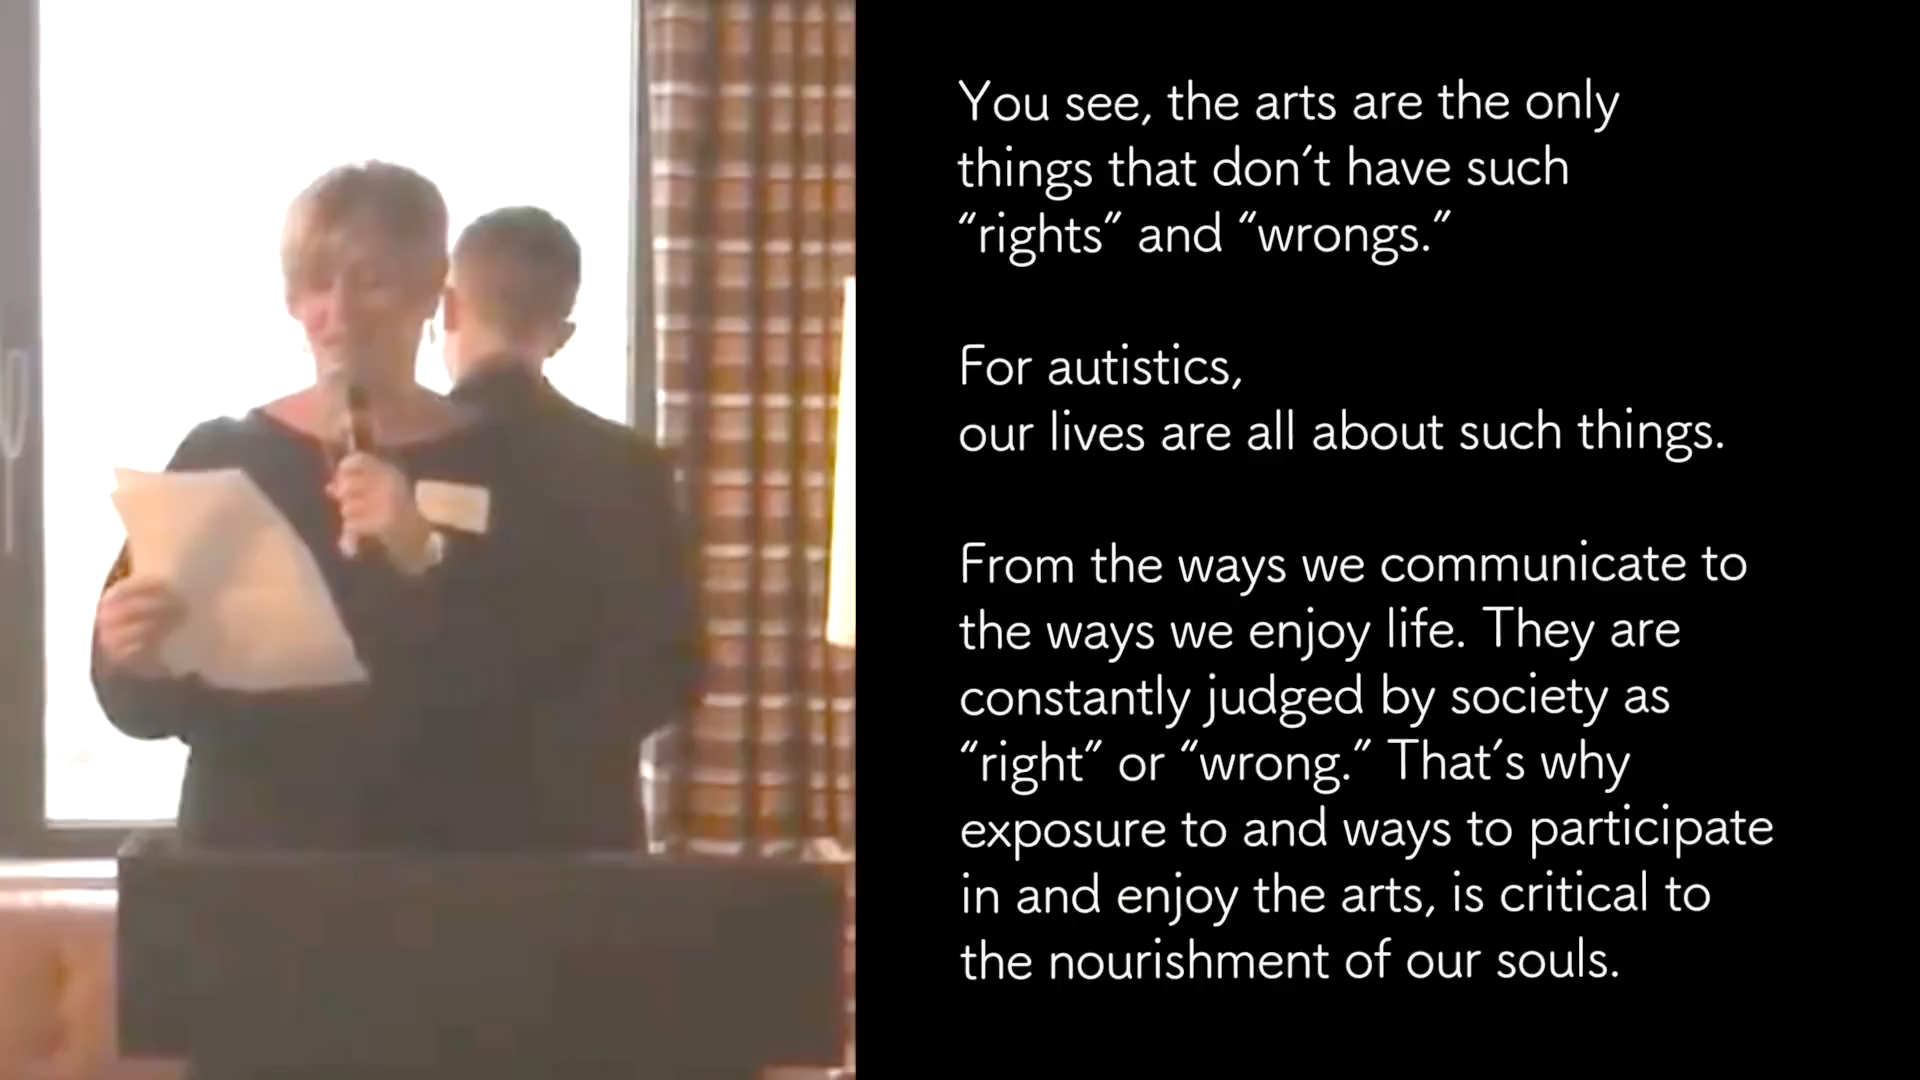 You see, the arts are the only
things that don't have such
“rights” and “wrongs.”
For autistics,
our lives are all about such things.
From the ways we communicate to
the ways we enjoy life. They are
constantly judged by society as
“right” or “wrong.” That's why
exposure to and ways to participate
in and enjoy the arts, is critical to
the nourishment of our souls.